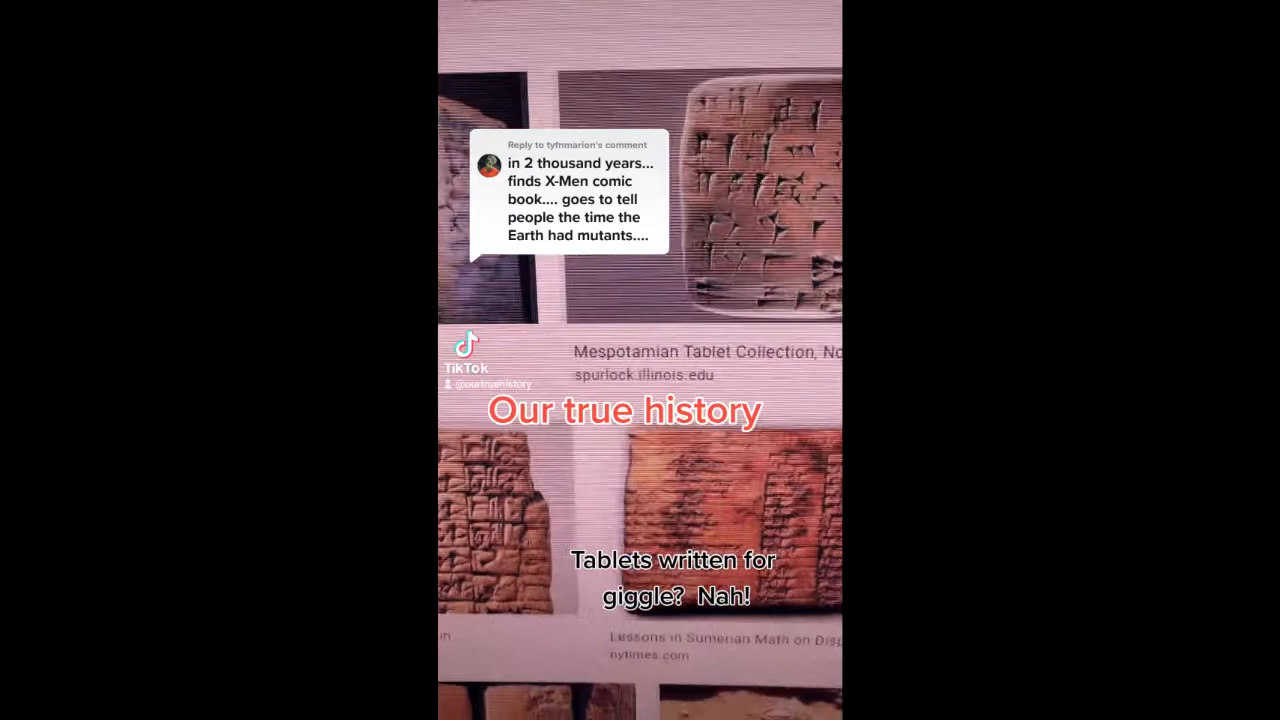 Reply to tyfnmarion's comment
in 2 thousand years...
finds X-Men comic
book.... goes to tell
people the time the
Earth had mutants....
Mespotamian Tablet Collection,
spurlock.illinois.edu
TikTok
@ourtruehistory
Our true history
Tablets written for
giggle? Nah!
in
Lessons in Sumerian Math on
nytimes.com